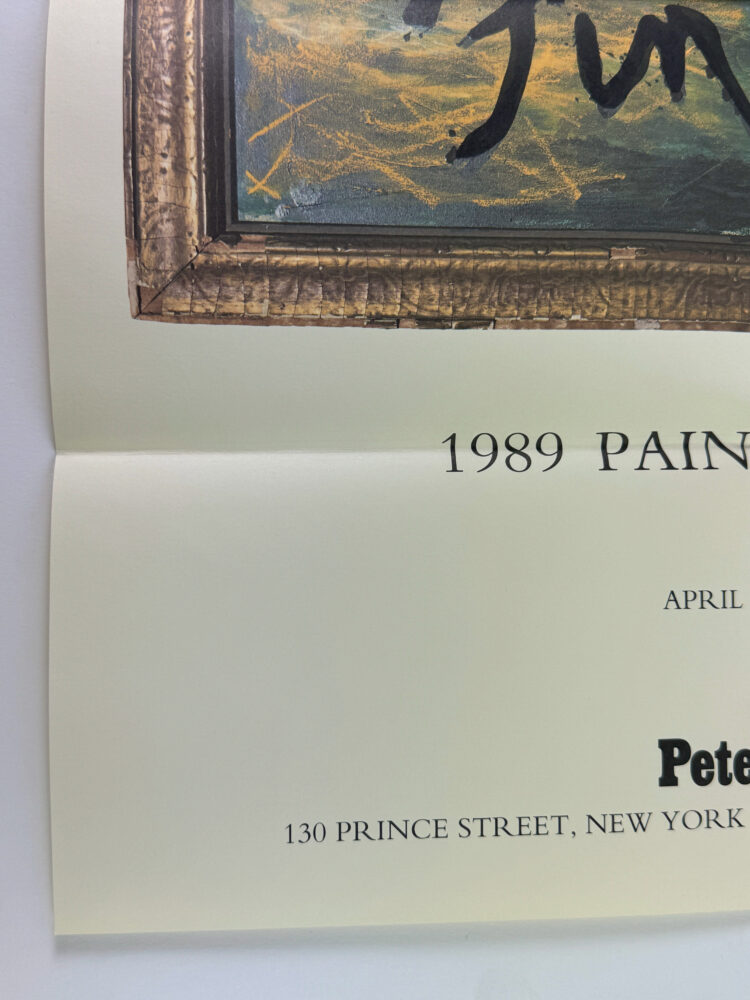 1989 PAIN
APRIL
Pete
130 PRINCE STREET, NEW YORK